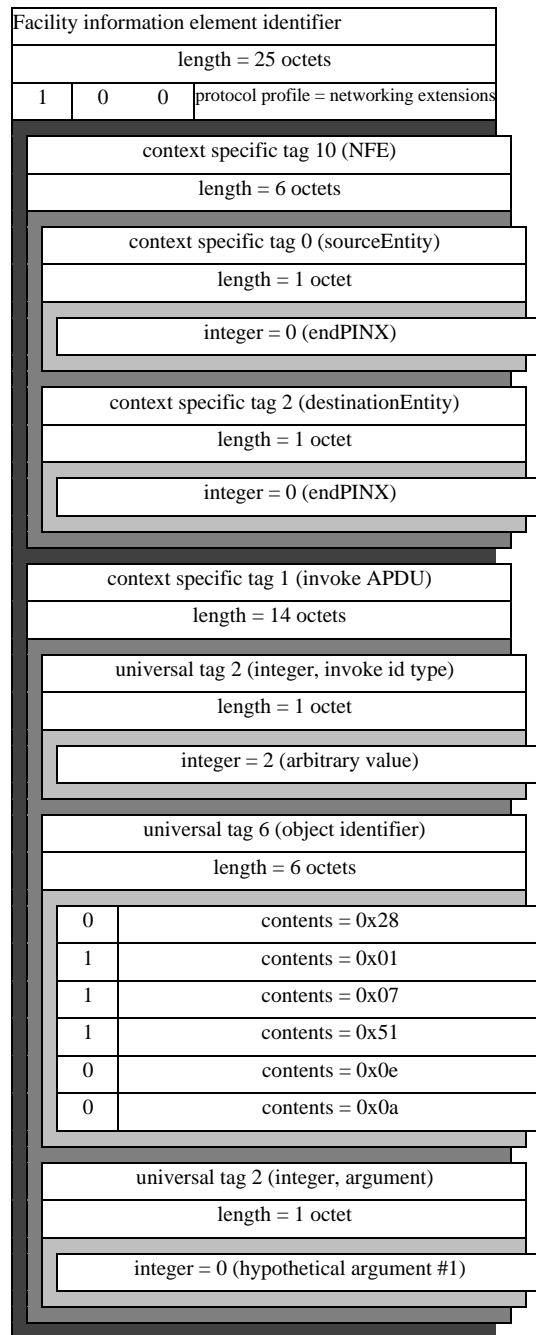 Facility information element identifier
length = 25 octets
1 0 0 protocol profile = networking extensions
context specific tag 10 (NFE)
length = 6 octets
context specific tag 0 (sourceEntity)
length = 1 octet
integer = 0 (endPINX)
context specific tag 2 (destinationEntity)
length = 1 octet
integer = 0 (endPINX)
context specific tag 1 (invoke APDU)
length = 14 octets
universal tag 2 (integer, invoke id type)
length = 1 octet
integer = 2 (arbitrary value)
universal tag 6 (object identifier)
length = 6 octets
0 contents = 0x28
1 contents = 0x01
1 contents = 0x07
1 contents = 0x51
0 contents = 0x0e
0 contents = 0x0a
universal tag 2 (integer, argument)
length = 1 octet
integer = 0 (hypothetical argument #1)